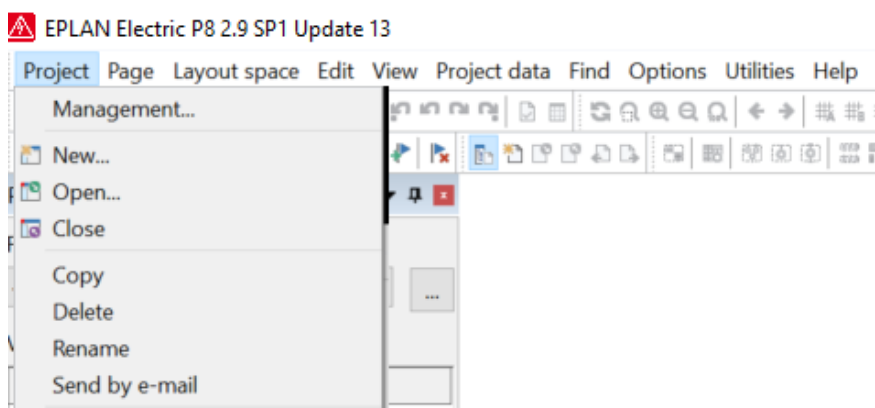 EPLAN Electric P8 2.9 SP1 Update 13
Project Page Layout space Edit View Project data Find Options Utilities Help
Management...
New...
Open...
Close
Copy
...
Delete
Rename
Send by e-mail